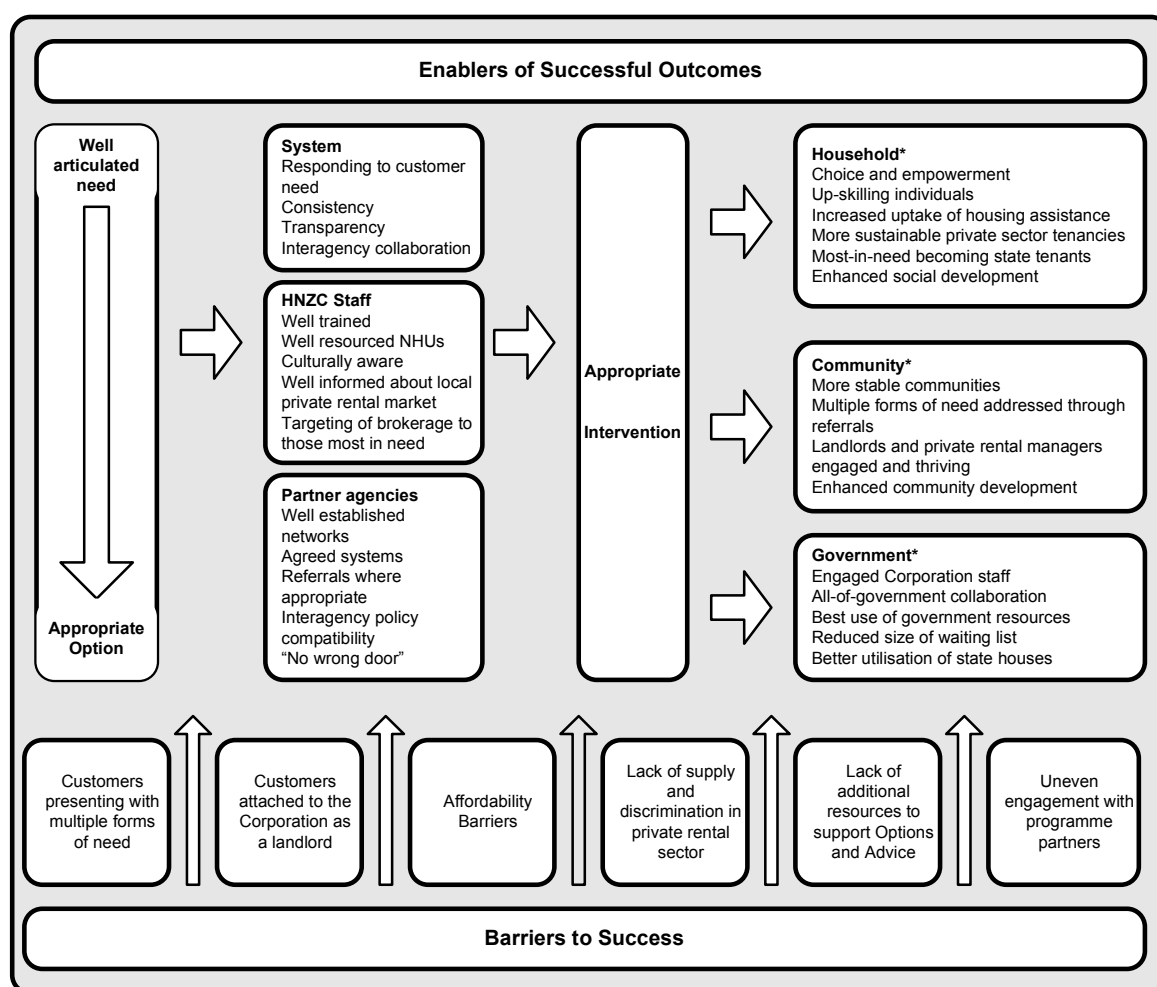 Enablers of Successful Outcomes
Well
articulated
need
Appropriate
Option
System
Responding to customer
need
Consistency
Transparency
Interagency collaboration
HNZC Staff
Well trained
Well resourced NHUs
Culturally aware
Well informed about local
private rental market
Targeting of brokerage to
those most in need
Partner agencies
Well established
networks
Agreed systems
Referrals where
appropriate
Interagency policy
compatibility
“No wrong door”
Appropriate
Intervention
Household*
Choice and empowerment
Up-skilling individuals
Increased uptake of housing assistance
More sustainable private sector tenancies
Most-in-need becoming state tenants
Enhanced social development
Community*
More stable communities
Multiple forms of need addressed through
referrals
Landlords and private rental managers
engaged and thriving
Enhanced community development
Government*
Engaged Corporation staff
All-of-government collaboration
Best use of government resources
Reduced size of waiting list
Better utilisation of state houses
Customers
presenting with
multiple forms
of need
Customers
attached to the
Corporation as
a landlord
Affordability
Barriers
Lack of supply
and
discrimination in
private rental
sector
Lack of
additional
resources to
support Options
and Advice
Uneven
engagement with
programme
partners
Barriers to Success